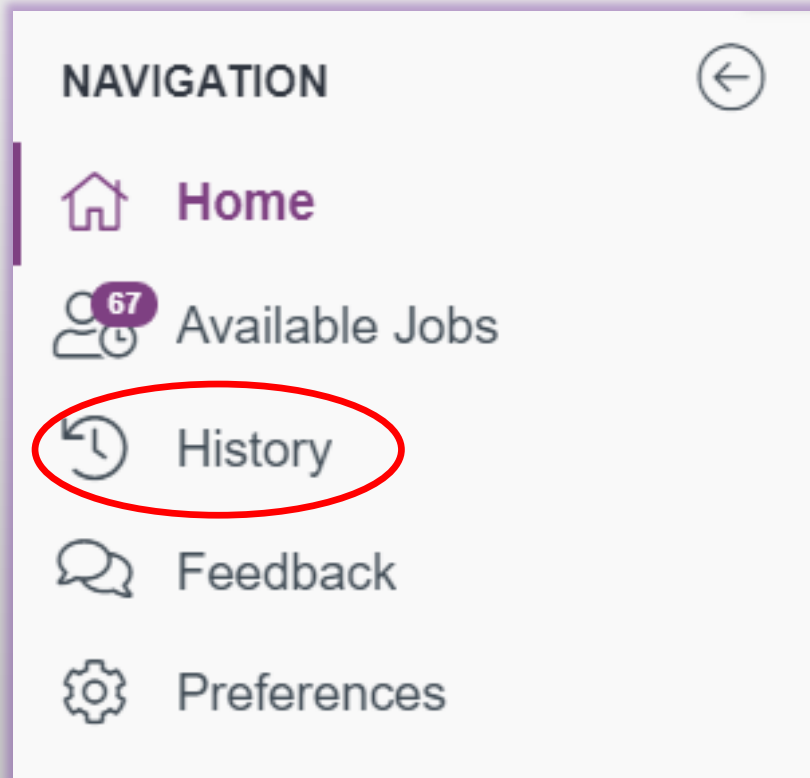 NAVIGATION
Home
67
Available Jobs
History
Feedback
Preferences